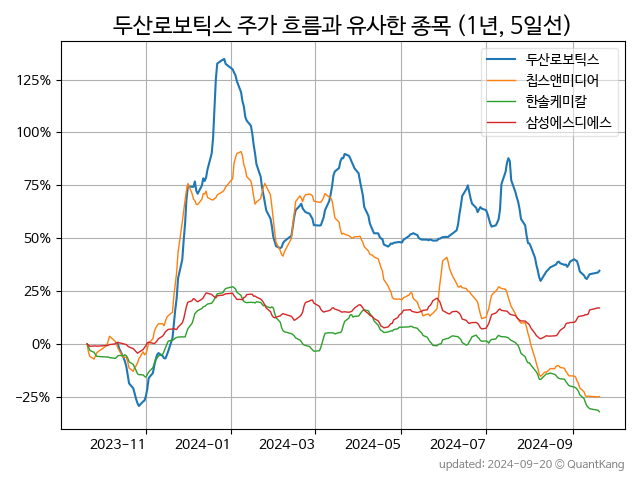 두산로보틱스 주가 흐름과 유사한 종목 (1년, 5일선)
두산로보틱스
칩스앤미디어
한솔케미칼
삼성에스디에스
125%
100%
75%
50%
25%
0%
−25%
2023-11
2024-01
2024-03
2024-05
2024-07
2024-09
updated: 2024-09-20 © QuantKang